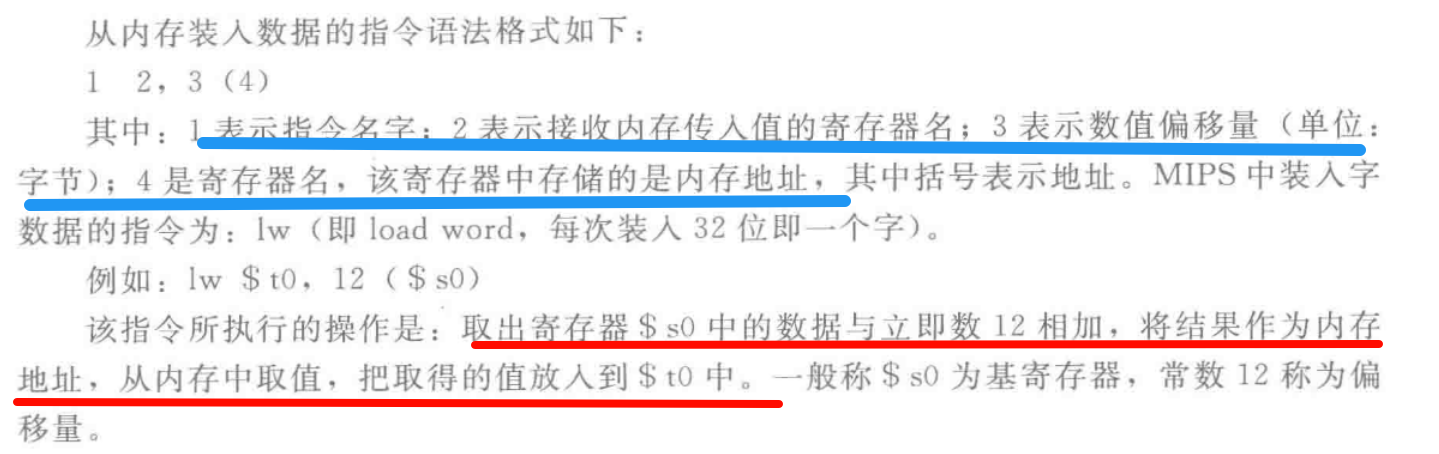 从内存装入数据的指令语法格式如下：
1 2，3（4）
其中：1 表示指令名字；2 表示接收内存传入值的寄存器名；3 表示数值偏移量（单位：
字节）；4 是寄存器名，该寄存器中存储的是内存地址，其中括号表示地址。MIPS 中装入字
数据的指令为：lw（即 load word，每次装入 32 位即一个字）。
例如：lw $ t0，12（$ s0）
该指令所执行的操作是：取出寄存器 $ s0 中的数据与立即数 12 相加，将结果作为内存
地址，从内存中取值，把取得的值放入到 $ t0 中。一般称 $ s0 为基寄存器，常数 12 称为偏
移量。